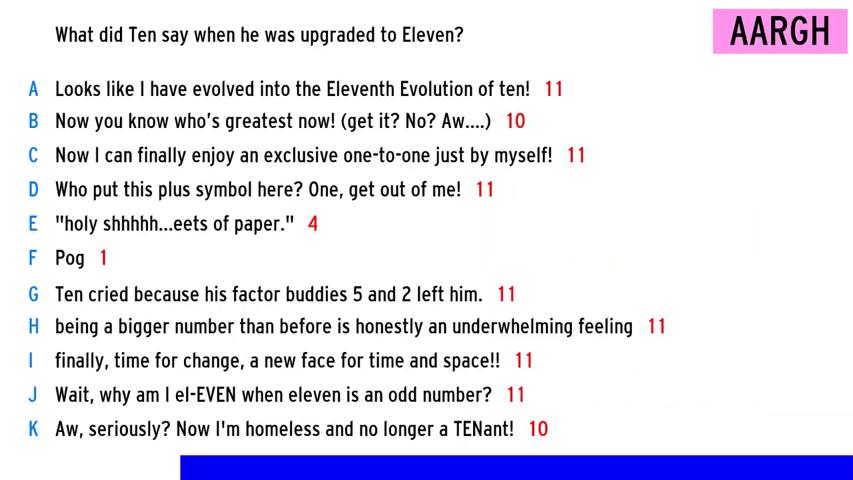 What did Ten say when he was upgraded to Eleven?
AARGH
A Looks like I have evolved into the Eleventh Evolution of ten! 11
B Now you know who's greatest now! (get it? No? Aw....) 10
C Now I can finally enjoy an exclusive one-to-one just by myself! 11
D Who put this plus symbol here? One, get out of me! 11
E "holy shhhhh...eets of paper." 4
F Pog 1
G Ten cried because his factor buddies 5 and 2 left him. 11
H being a bigger number than before is honestly an underwhelming feeling 11
I finally, time for change, a new face for time and space!! 11
J Wait, why am I el-EVEN when eleven is an odd number? 11
K Aw, seriously? Now I'm homeless and no longer a TENant! 10